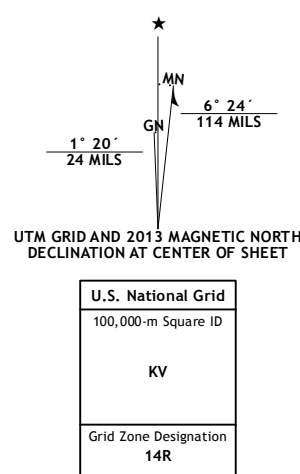 ★
MN
GN
6° 24´
114 MILS
1° 20´
24 MILS
UTM GRID AND 2013 MAGNETIC NORTH
DECLINATION AT CENTER OF SHEET
U.S. National Grid
100,000-m Square ID
KV
Grid Zone Designation
14R